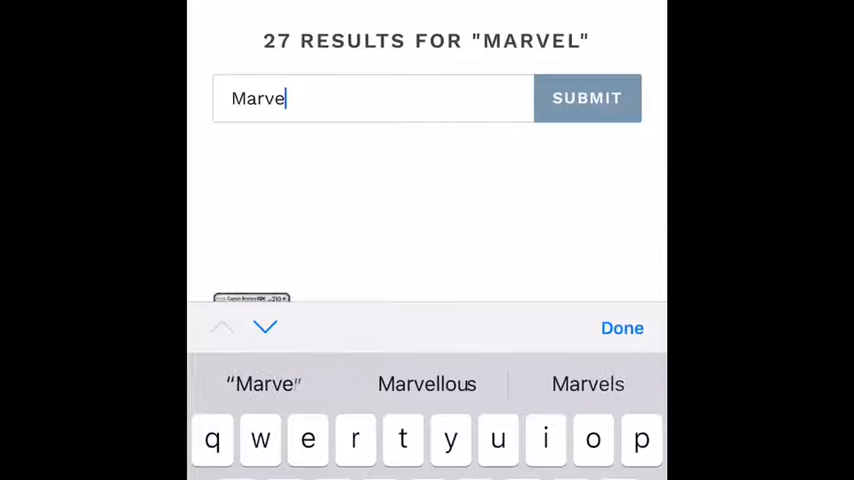 27 RESULTS FOR "MARVEL"
Marve
SUBMIT
Done
“Marve” Marvellous Marvels
q w e r t y u i o p